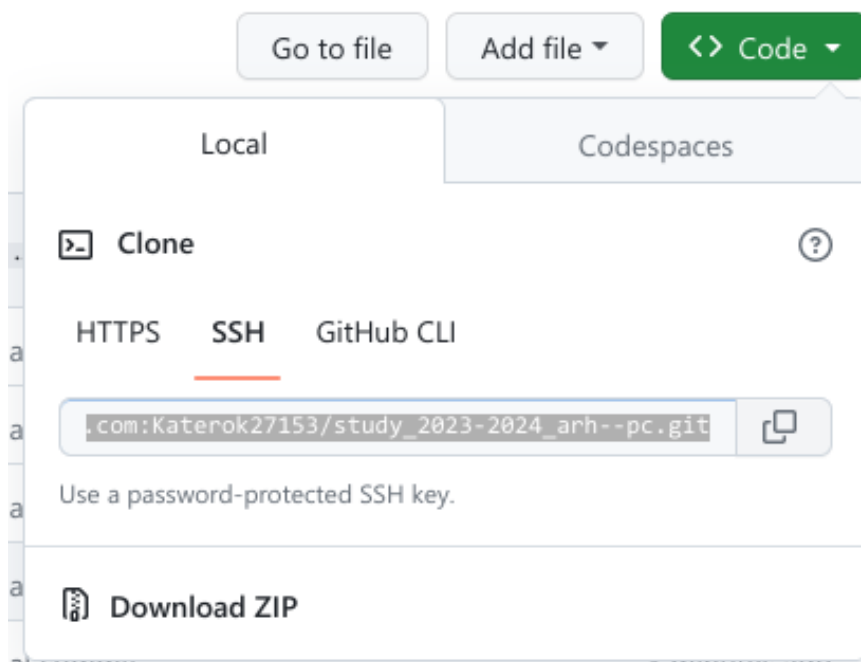 Go to file
Add file
Code
Local
Codespaces
Clone
HTTPS
SSH
GitHub CLI
.com:Katerok27153/study_2023-2024_arh--pc.git
Use a password-protected SSH key.
Download ZIP